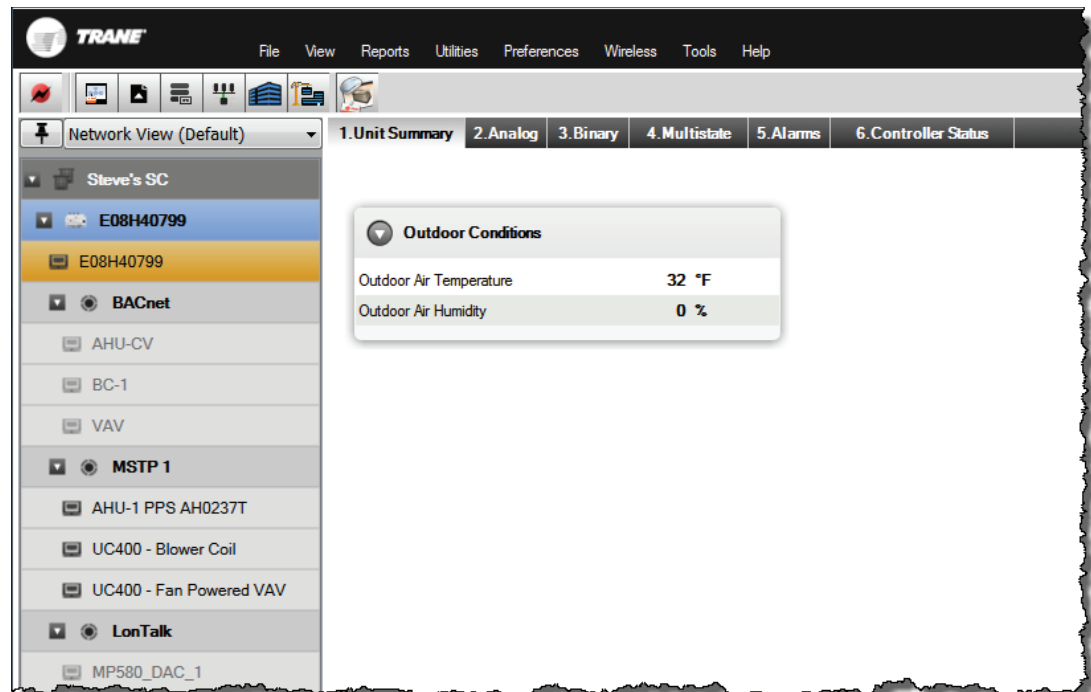 TRANE
File View Reports Utilities Preferences Wireless Tools Help
Network View (Default)
1.Unit Summary 2.Analog 3.Binary 4.Multistate 5.Alarms 6.Controller Status
Steve's SC
E08H40799
E08H40799
BACnet
AHU-CV
BC-1
VAV
MSTP 1
AHU-1 PPS AH0237T
UC400 - Blower Coil
UC400 - Fan Powered VAV
LonTalk
MP580_DAC_1
Outdoor Conditions
Outdoor Air Temperature 32 °F
Outdoor Air Humidity 0 %